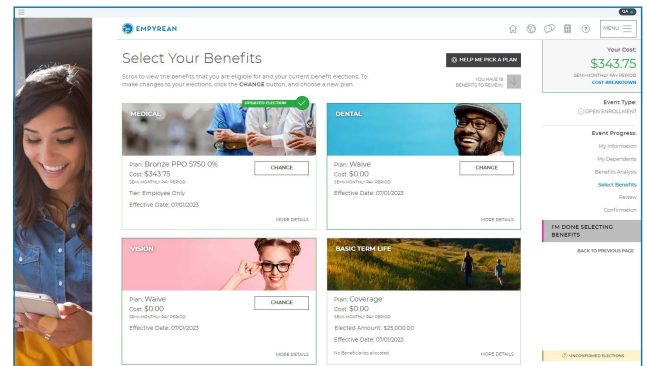 QA
EMPYREAN
MENU
Select Your Benefits
HELP ME PICK A PLAN
Scroll to view the benefits that you are eligible for and your current benefit elections. To
make changes to your elections, click the CHANGE button, and choose a new plan.
YOU HAVE 18
BENEFITS TO REVIEW
UPDATED ELECTION
MEDICAL
Plan: Bronze PPO 5750 0%
CHANGE
Cost: $343.75
SEMI-MONTHLY PAY PERIOD
Tier: Employee Only
Effective Date: 07/01/2023
MORE DETAILS
DENTAL
Plan: Waive
CHANGE
Cost: $0.00
SEMI-MONTHLY PAY PERIOD
Effective Date: 07/01/2023
MORE DETAILS
VISION
Plan: Waive
CHANGE
Cost: $0.00
SEMI-MONTHLY PAY PERIOD
Effective Date: 07/01/2023
MORE DETAILS
BASIC TERM LIFE
Plan: Coverage
Cost: $0.00
SEMI-MONTHLY PAY PERIOD
Elected Amount: $25,000.00
Effective Date: 07/01/2023
No Beneficiaries allocated
MORE DETAILS
Your Cost:
$343.75
SEMI-MONTHLY PAY PERIOD
COST BREAKDOWN
Event Type:
OPEN ENROLLMENT
Event Progress:
My Information
My Dependents
Benefits Analysis
Select Benefits
Review
Confirmation
I'M DONE SELECTING
BENEFITS
BACK TO PREVIOUS PAGE
UNCONFIRMED ELECTIONS